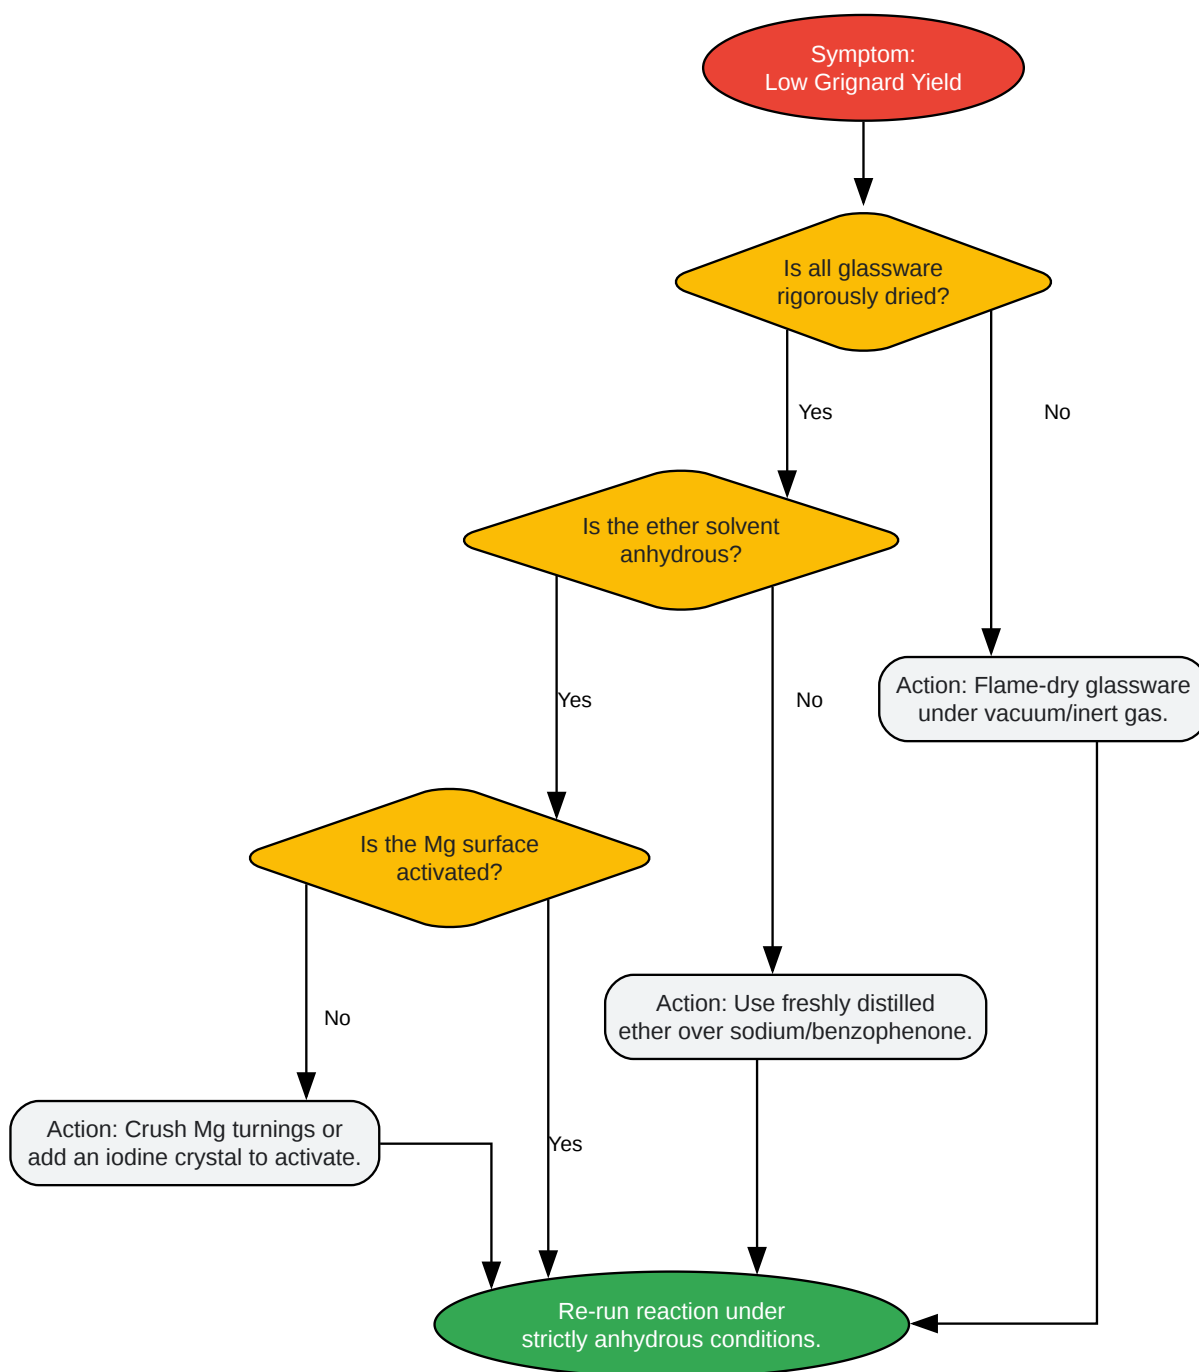 Symptom:
Low Grignard Yield
Is all glassware
rigorously dried?
Yes
No
Is the ether solvent
anhydrous?
Yes
No
Action: Flame-dry glassware
under vacuum/inert gas.
Is the Mg surface
activated?
No
Yes
Action: Use freshly distilled
ether over sodium/benzophenone.
Action: Crush Mg turnings or
add an iodine crystal to activate.
Re-run reaction under
strictly anhydrous conditions.